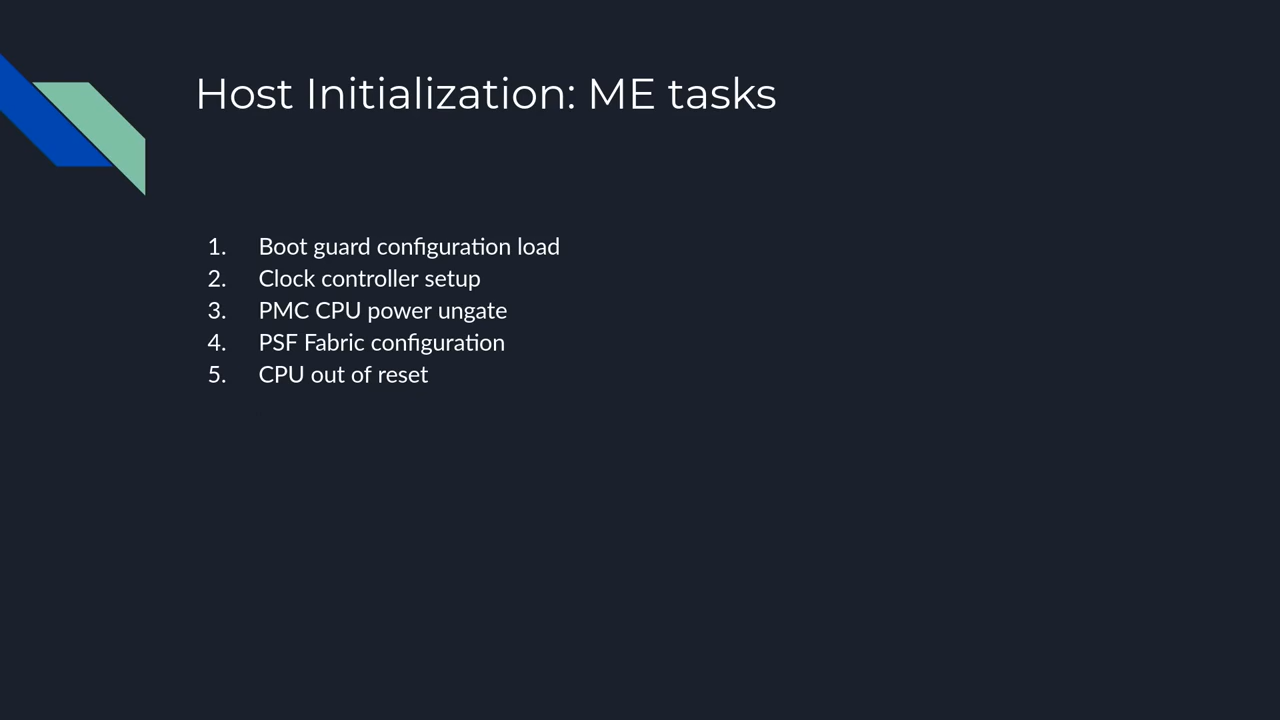 Host Initialization: ME tasks
1. Boot guard configuration load
2. Clock controller setup
3. PMC CPU power ungate
4. PSF Fabric configuration
5. CPU out of reset